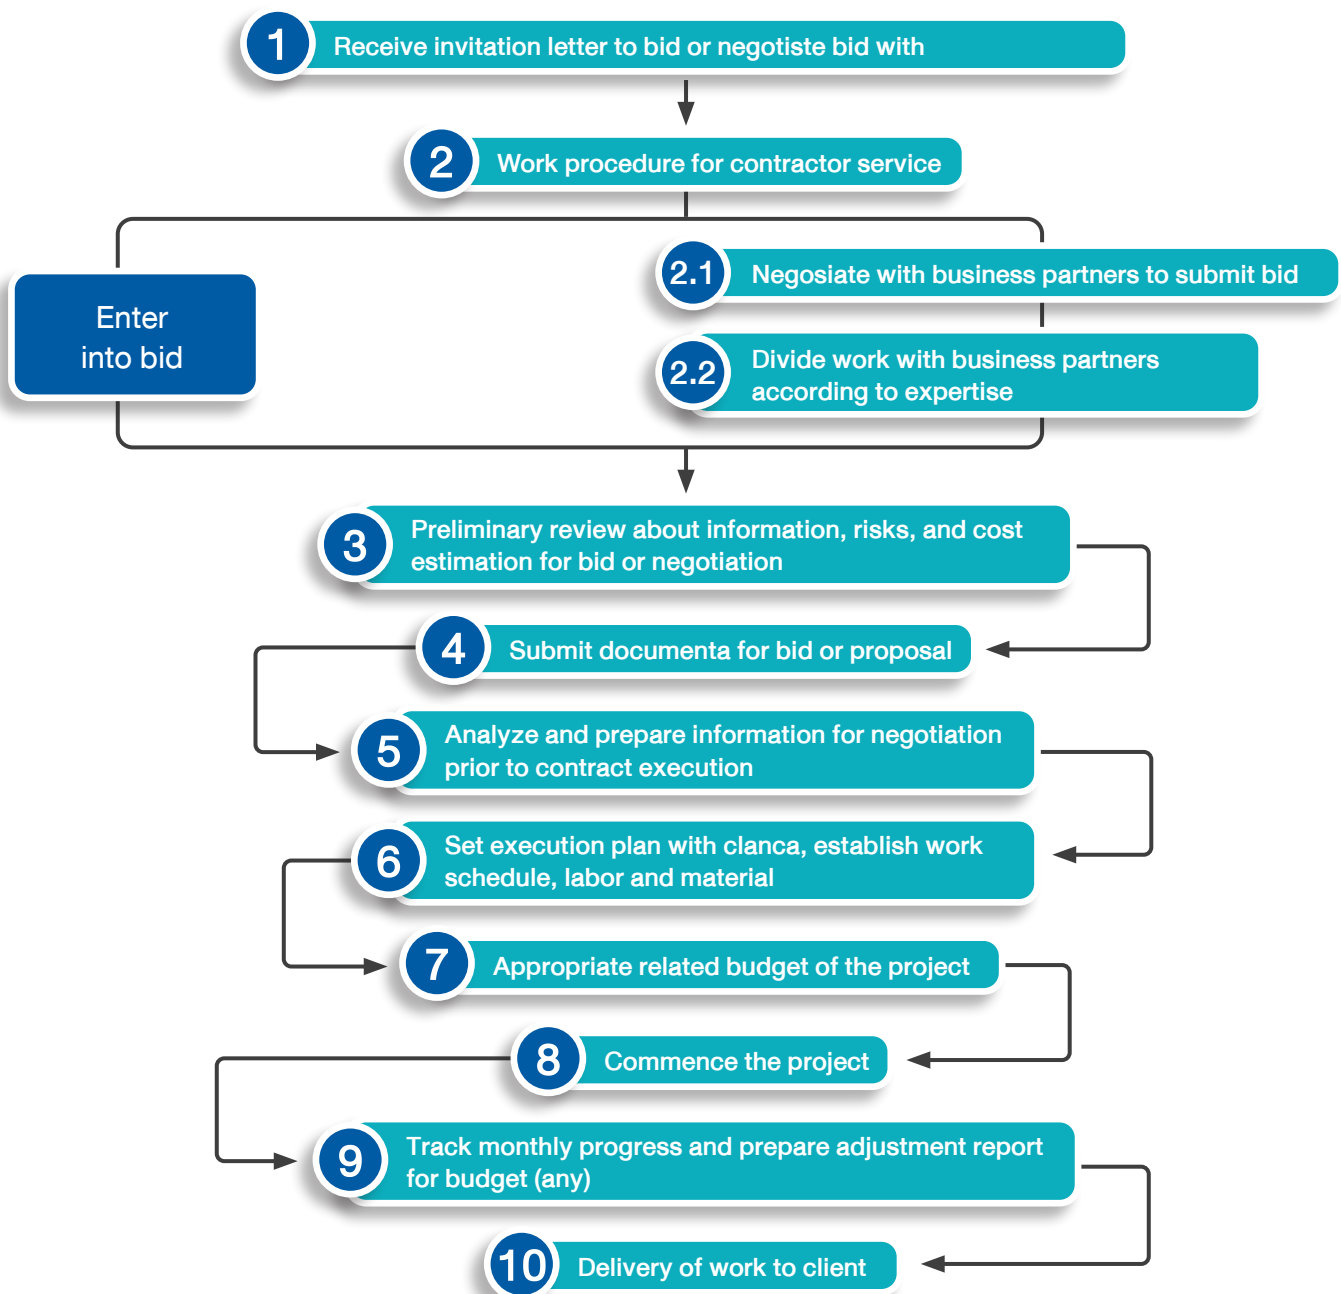 1
Receive invitation letter to bid or negotiste bid with
2
Work procedure for contractor service
Enter
into bid
2.1
Negosiate with business partners to submit bid
2.2
Divide work with business partners
according to expertise
3
Preliminary review about information, risks, and cost
estimation for bid or negotiation
4
Submit documenta for bid or proposal
5
Analyze and prepare information for negotiation
prior to contract execution
6
Set execution plan with clanca, establish work
schedule, labor and material
7
Appropriate related budget of the project
8
Commence the project
9
Track monthly progress and prepare adjustment report
for budget (any)
10
Delivery of work to client